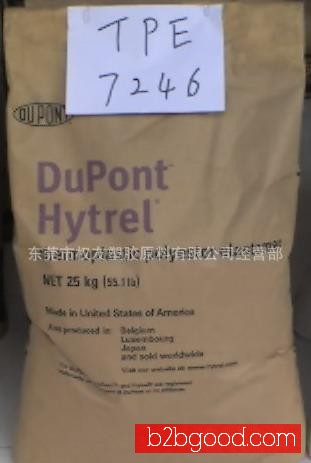 TPE
7246
DUPONT
DuPont™
Hytrel®
东莞市权友塑胶原料有限公司经营部
NET 25 kg (55.1 lb)
Made in United States of America
Also produced in: Belgium
Luxembourg
Japan
and sold worldwide
Visit our website at: www.hytrel.com
b2bgood.com